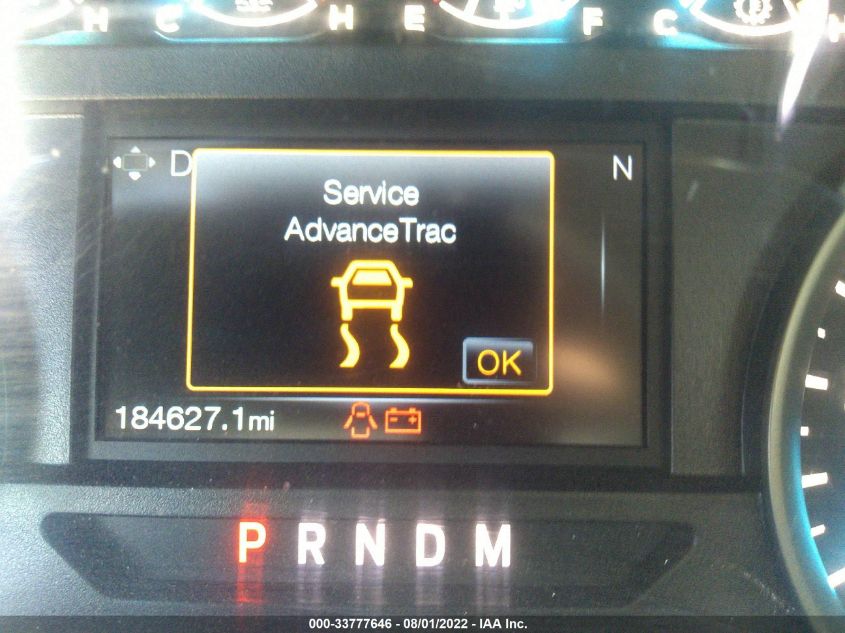 H C H E F C H
D N
Service
AdvanceTrac
OK
184627.1mi
P R N D M
000-33777646 - 08/01/2022 - IAA Inc.